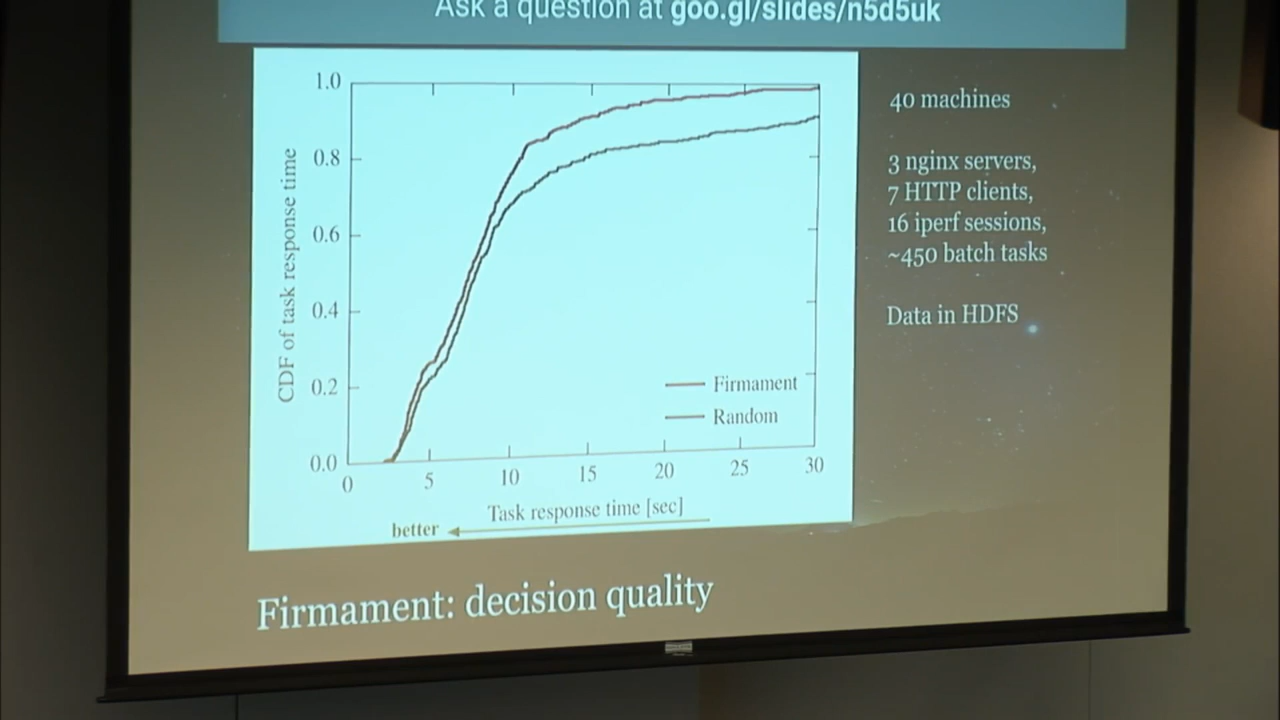 Ask a question at goo.gl/slides/n5d5uk
1.0
0.8
0.6
0.4
0.2
0.0
CDF of task response time
0 5 10 15 20 25 30
Task response time [sec]
better
Firmament
Random
40 machines
3 nginx servers,
7 HTTP clients,
16 iperf sessions,
~450 batch tasks
Data in HDFS
Firmament: decision quality